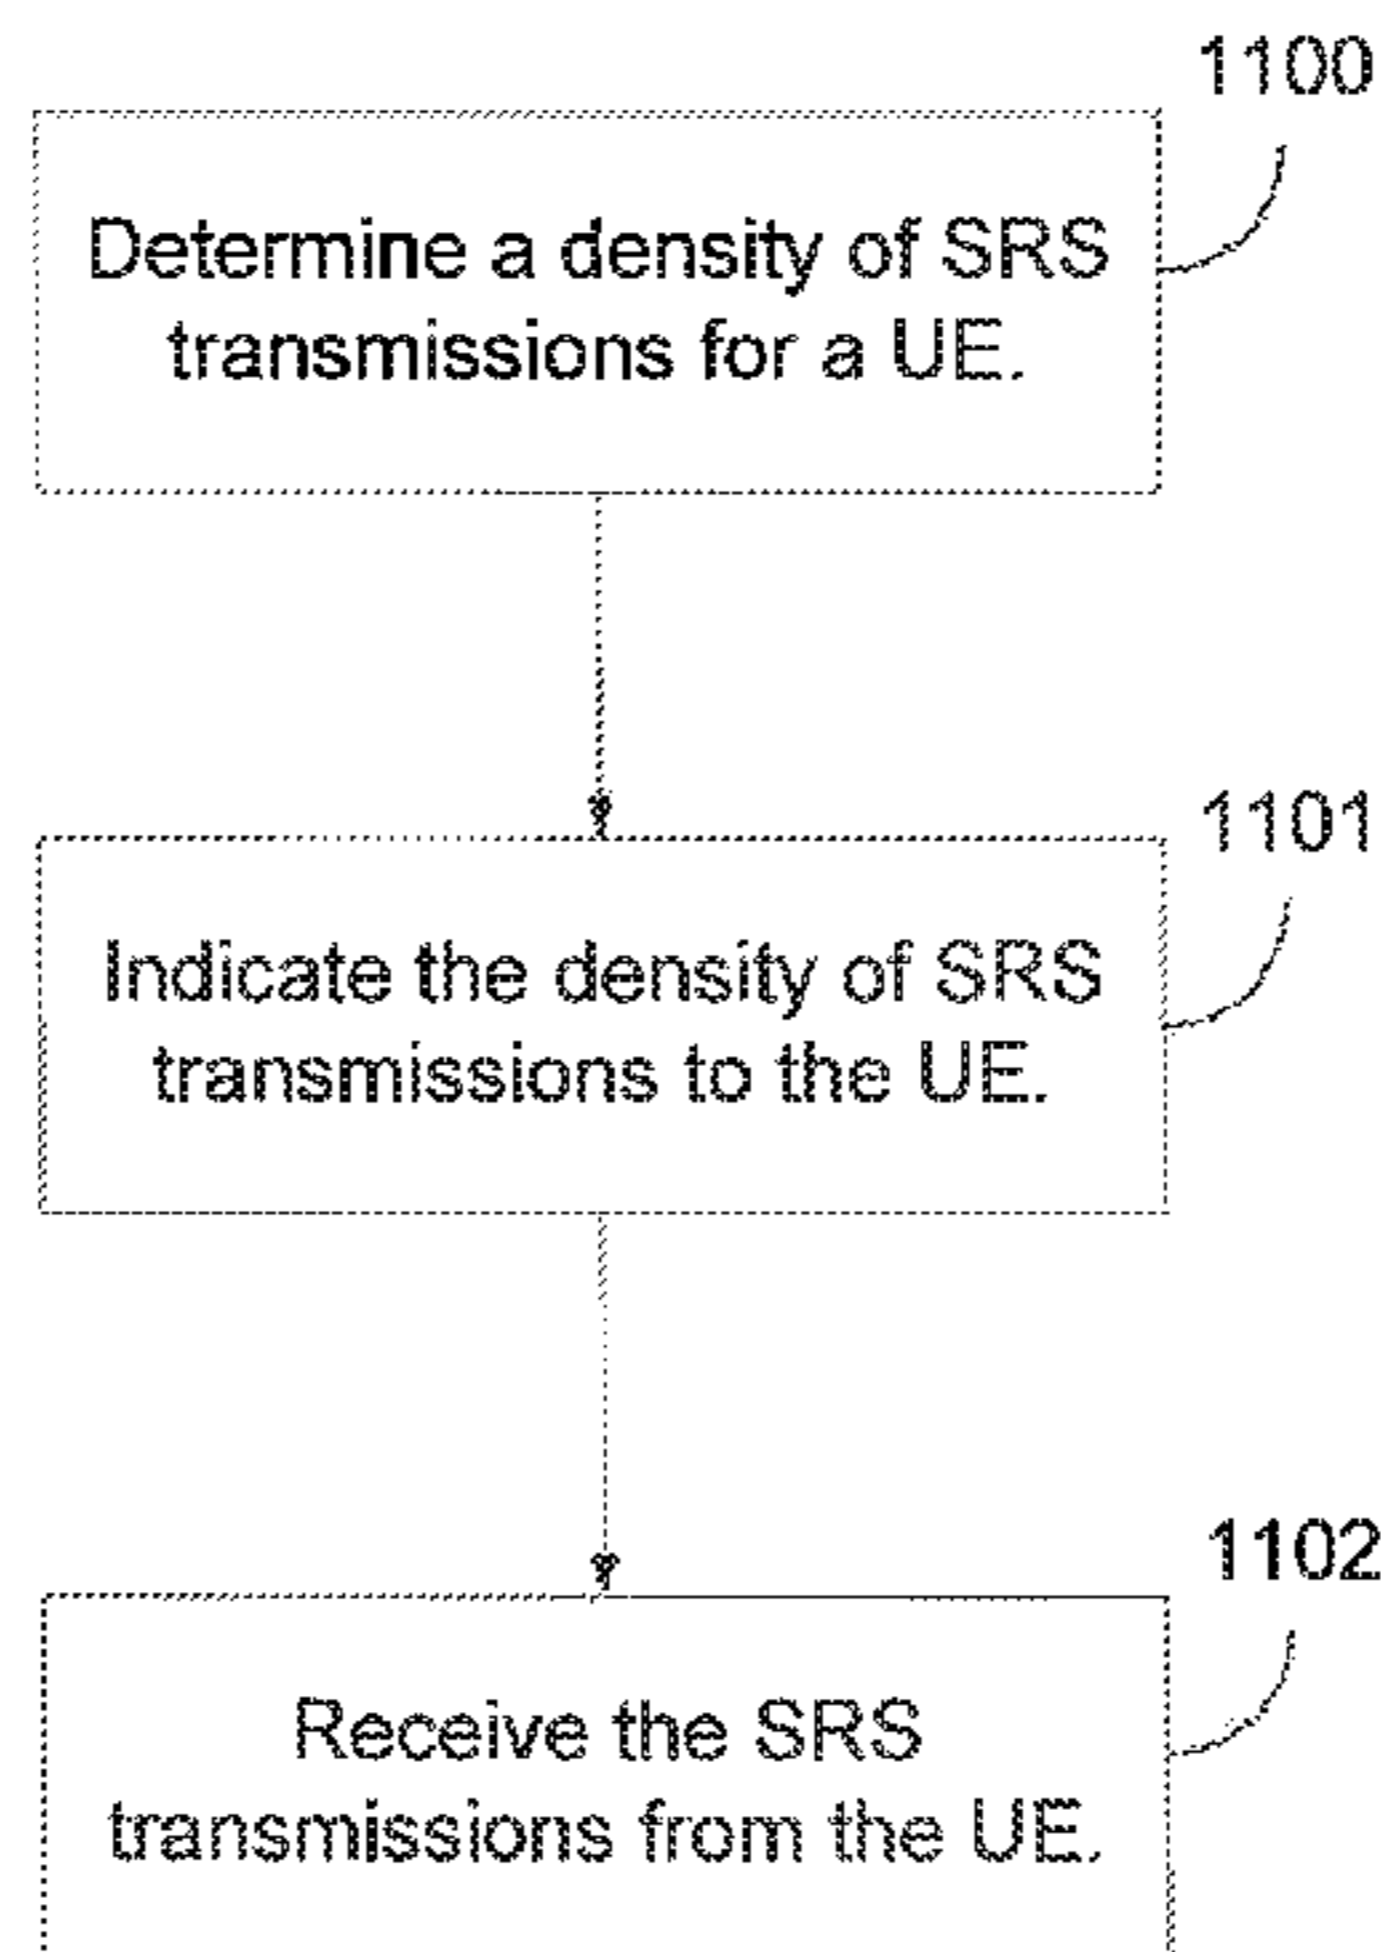 1100
Determine a density of SRS
transmissions for a UE.
1101
Indicate the density of SRS
transmissions to the UE.
1102
Receive the SRS
transmissions from the UE.